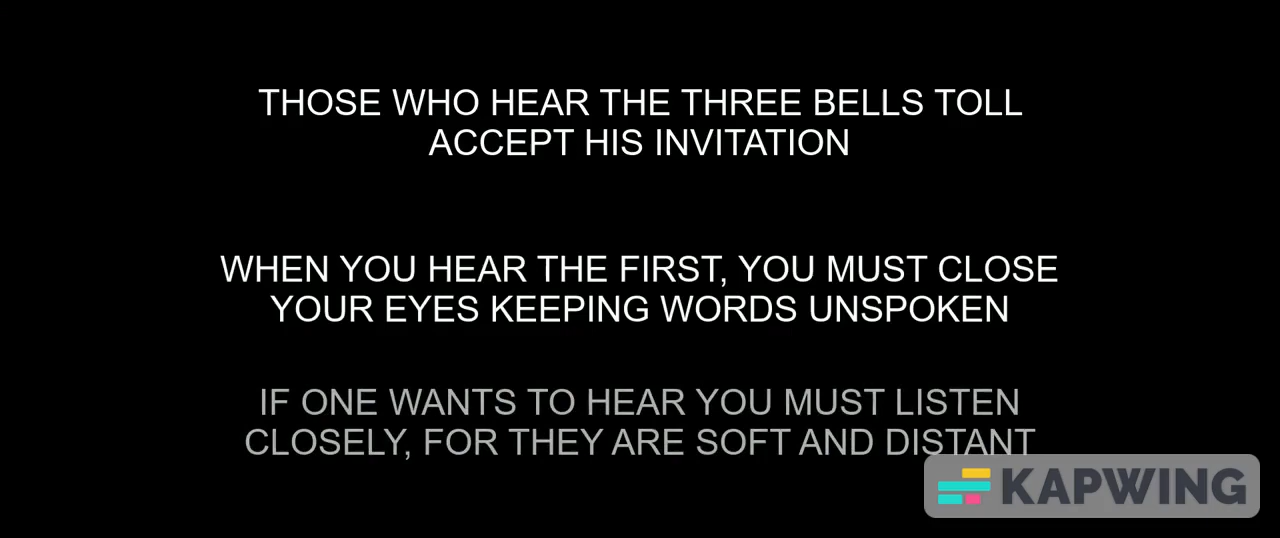 THOSE WHO HEAR THE THREE BELLS TOLL
ACCEPT HIS INVITATION
WHEN YOU HEAR THE FIRST, YOU MUST CLOSE
YOUR EYES KEEPING WORDS UNSPOKEN
IF ONE WANTS TO HEAR YOU MUST LISTEN
CLOSELY, FOR THEY ARE SOFT AND DISTANT
KAPWING